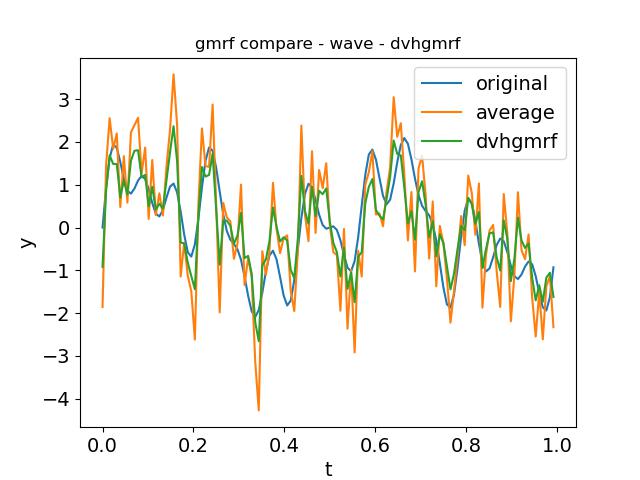 gmrf compare - wave - dvhgmrf
original
average
dvhgmrf
y
3
2
1
0
−1
−2
−3
−4
0.0 0.2 0.4 0.6 0.8 1.0
t